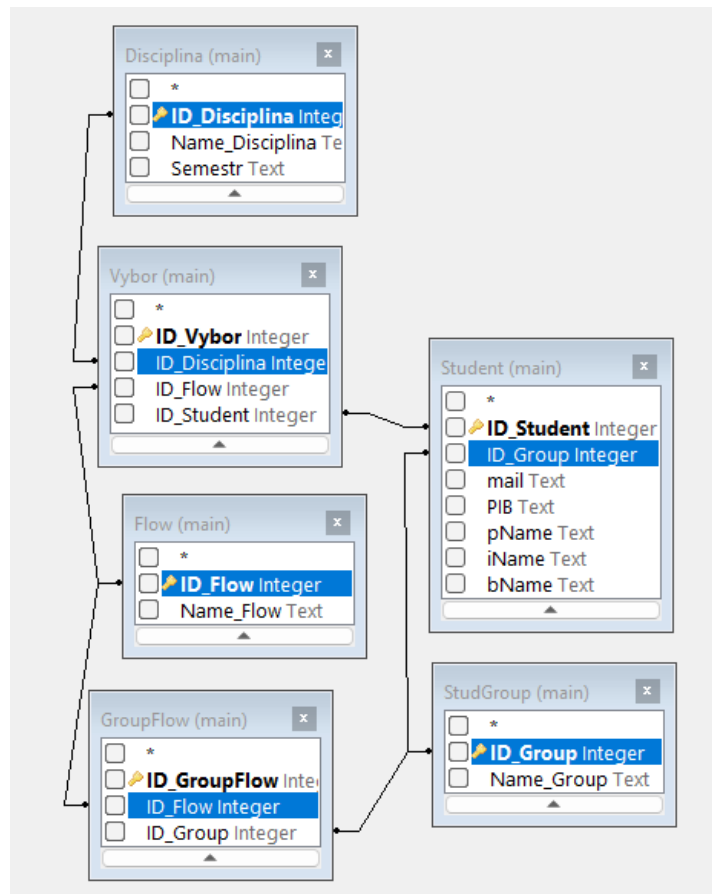 Disciplina (main)
*
ID_Disciplina Integ
Name_Disciplina Te
Semestr Text
Vybor (main)
*
ID_Vybor Integer
ID_Disciplina Intege
ID_Flow Integer
ID_Student Integer
Student (main)
*
ID_Student Integer
ID_Group Integer
mail Text
PIB Text
pName Text
iName Text
bName Text
Flow (main)
*
ID_Flow Integer
Name_Flow Text
GroupFlow (main)
*
ID_GroupFlow Inte
ID_Flow Integer
ID_Group Integer
StudGroup (main)
*
ID_Group Integer
Name_Group Text